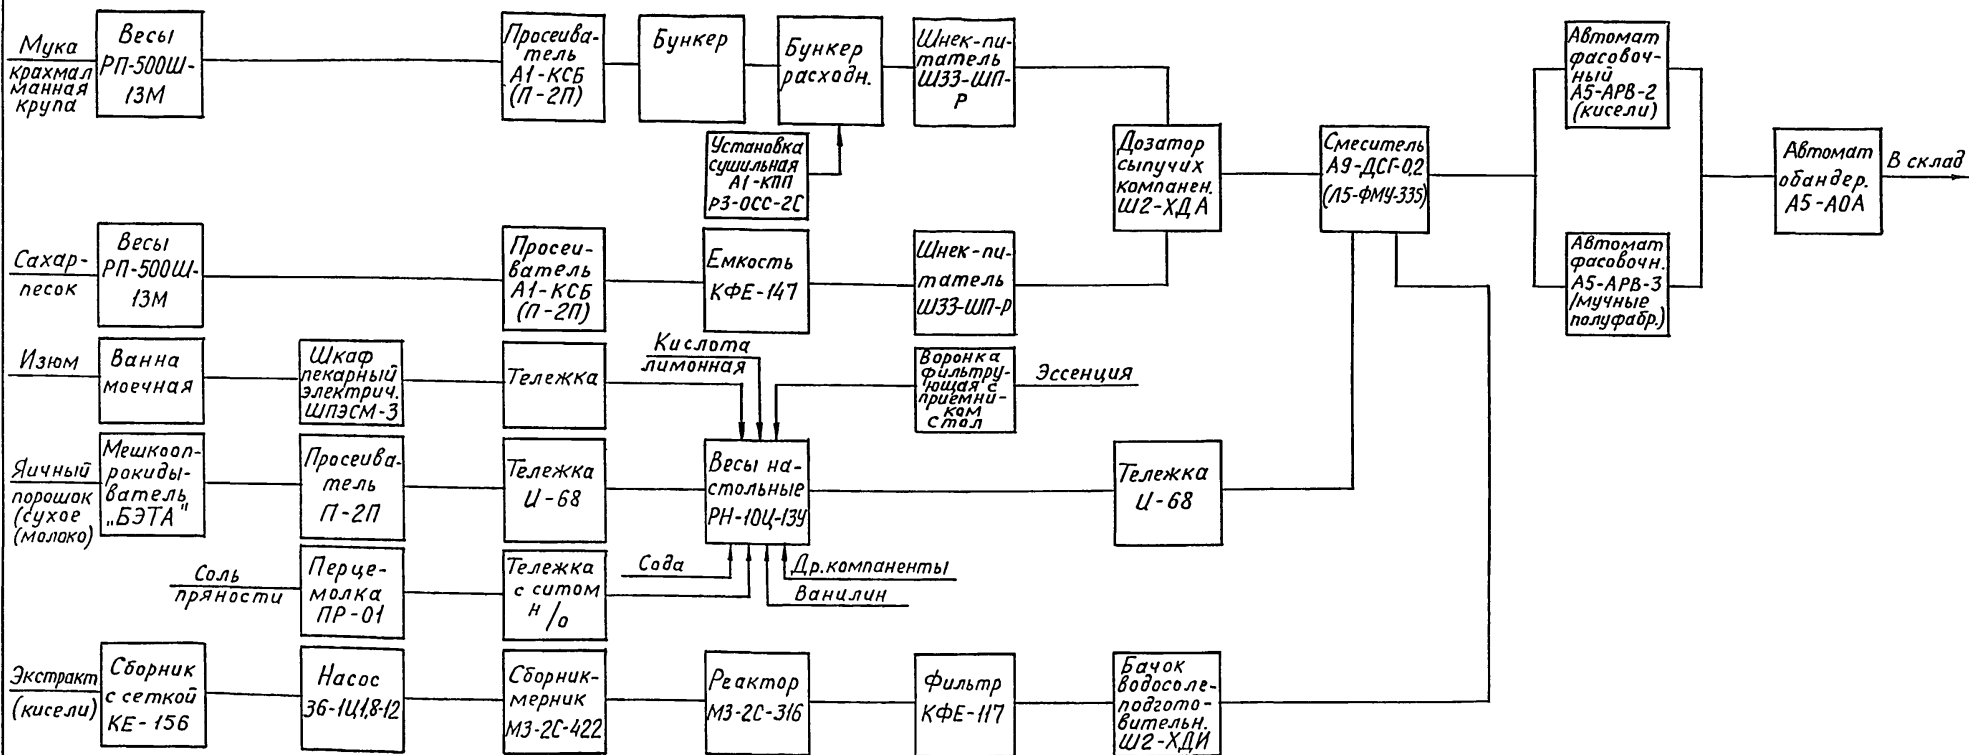 Мука
крахмал
манная
крупа
Весы
РП-500Ш-
13М
Просеива-
тель
А1-КСБ
(П-2П)
Бункер
Бункер
расходн.
Шнек-пи-
татель
Ш33-ШП-
Р
Установка
сушильная
А1-КПП
Р3-ОСС-2С
Дозатор
сыпучих
компанен.
Ш2-ХДА
Смеситель
А9-ДСГ-0,2
(Л5-ФМУ-335)
Автомат
фасовоч-
ный
А5-АРВ-2
(кисели)
Автомат
фасовочн.
А5-АРВ-3
/мучные
полуфабр.)
Автомат
обандер.
А5-АОА
В склад
Сахар-
песок
Весы
РП-500Ш-
13М
Просеи-
ватель
А1-КСБ
(П-2П)
Емкость
КФЕ-147
Шнек-пи-
татель
Ш33-ШП-Р
Изюм
Ванна
моечная
Шкаф
пекарный
электрич.
ШПЭСМ-3
Тележка
Кислота
лимонная
Воронка
фильтру-
ющая с
приемни-
ком
Стол
Эссенция
Яичный
порошок
(сухое
(молоко)
Мешкооп-
рокиды-
ватель
„БЭТА"
Просеива-
тель
П-2П
Тележка
И-68
Весы на-
стольные
РН-10Ц-13У
Тележка
И-68
Соль
пряности
Перце-
молка
ПР-01
Тележка
с ситом
н/о
Сода
Др.компаненты
Ванилин
Экстракт
(кисели)
Сборник
с сеткой
КЕ-156
Насос
36-1Ц1,8-12
Сборник-
мерник
МЗ-2С-422
Реактор
МЗ-2С-316
Фильтр
КФЕ-117
Бачок
водосоле-
подгото-
вительн.
Ш2-ХДИ